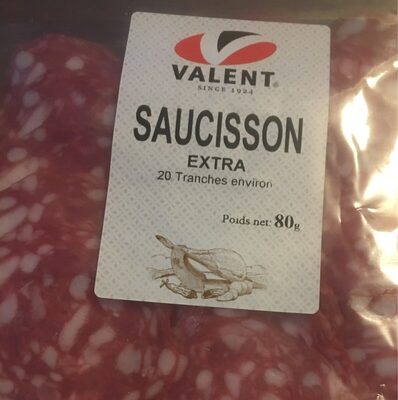 VALENT®
SINCE 1924
SAUCISSON
EXTRA
20 Tranches environ
Poids net: 80g